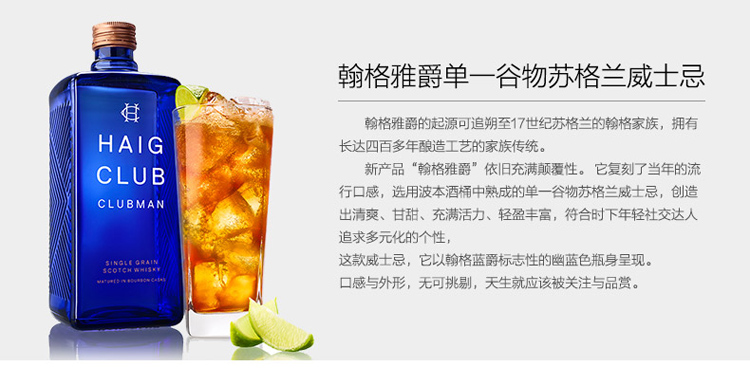 HAIG
CLUB
CLUBMAN
SINGLE GRAIN
SCOTCH WHISKY
MATURED IN BOURBON CASKS
翰格雅爵单一谷物苏格兰威士忌
翰格雅爵的起源可追朔至17世纪苏格兰的翰格家族，拥有
长达四百多年酿造工艺的家族传统。
新产品“翰格雅爵”依旧充满颠覆性。它复刻了当年的流
行口感，选用波本酒桶中熟成的单一谷物苏格兰威士忌，创造
出清爽、甘甜、充满活力、轻盈丰富，符合时下年轻社交达人
追求多元化的个性，
这款威士忌，它以翰格蓝爵标志性的幽蓝色瓶身呈现。
口感与外形，无可挑剔，天生就应该被关注与品赏。